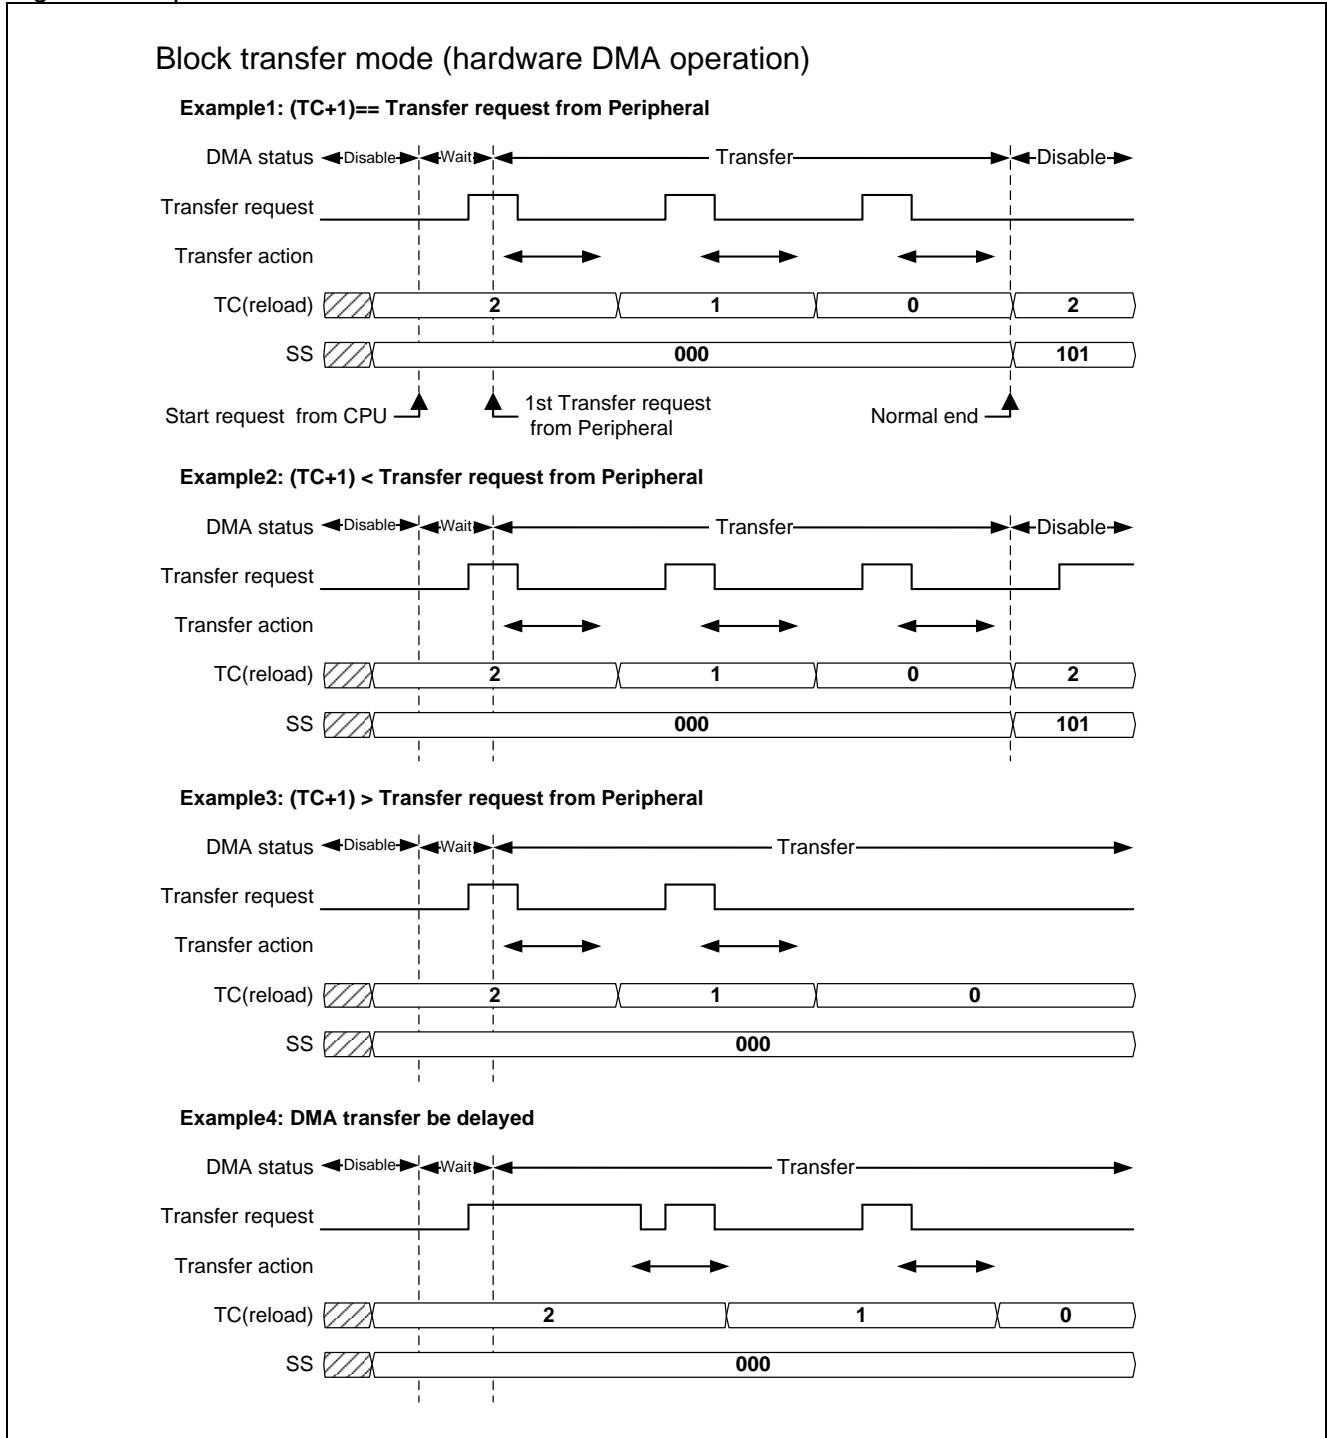 Block transfer mode (hardware DMA operation)
Example1: (TC+1)== Transfer request from Peripheral
DMA status Disable Wait Transfer Disable
Transfer request
Transfer action
TC(reload) 2 1 0 2
SS 000 101
Start request from CPU 1st Transfer request Normal end
from Peripheral
Example2: (TC+1) < Transfer request from Peripheral
DMA status Disable Wait Transfer Disable
Transfer request
Transfer action
TC(reload) 2 1 0 2
SS 000 101
Example3: (TC+1) > Transfer request from Peripheral
DMA status Disable Wait Transfer
Transfer request
Transfer action
TC(reload) 2 1 0
SS 000
Example4: DMA transfer be delayed
DMA status Disable Wait Transfer
Transfer request
Transfer action
TC(reload) 2 1 0
SS 000